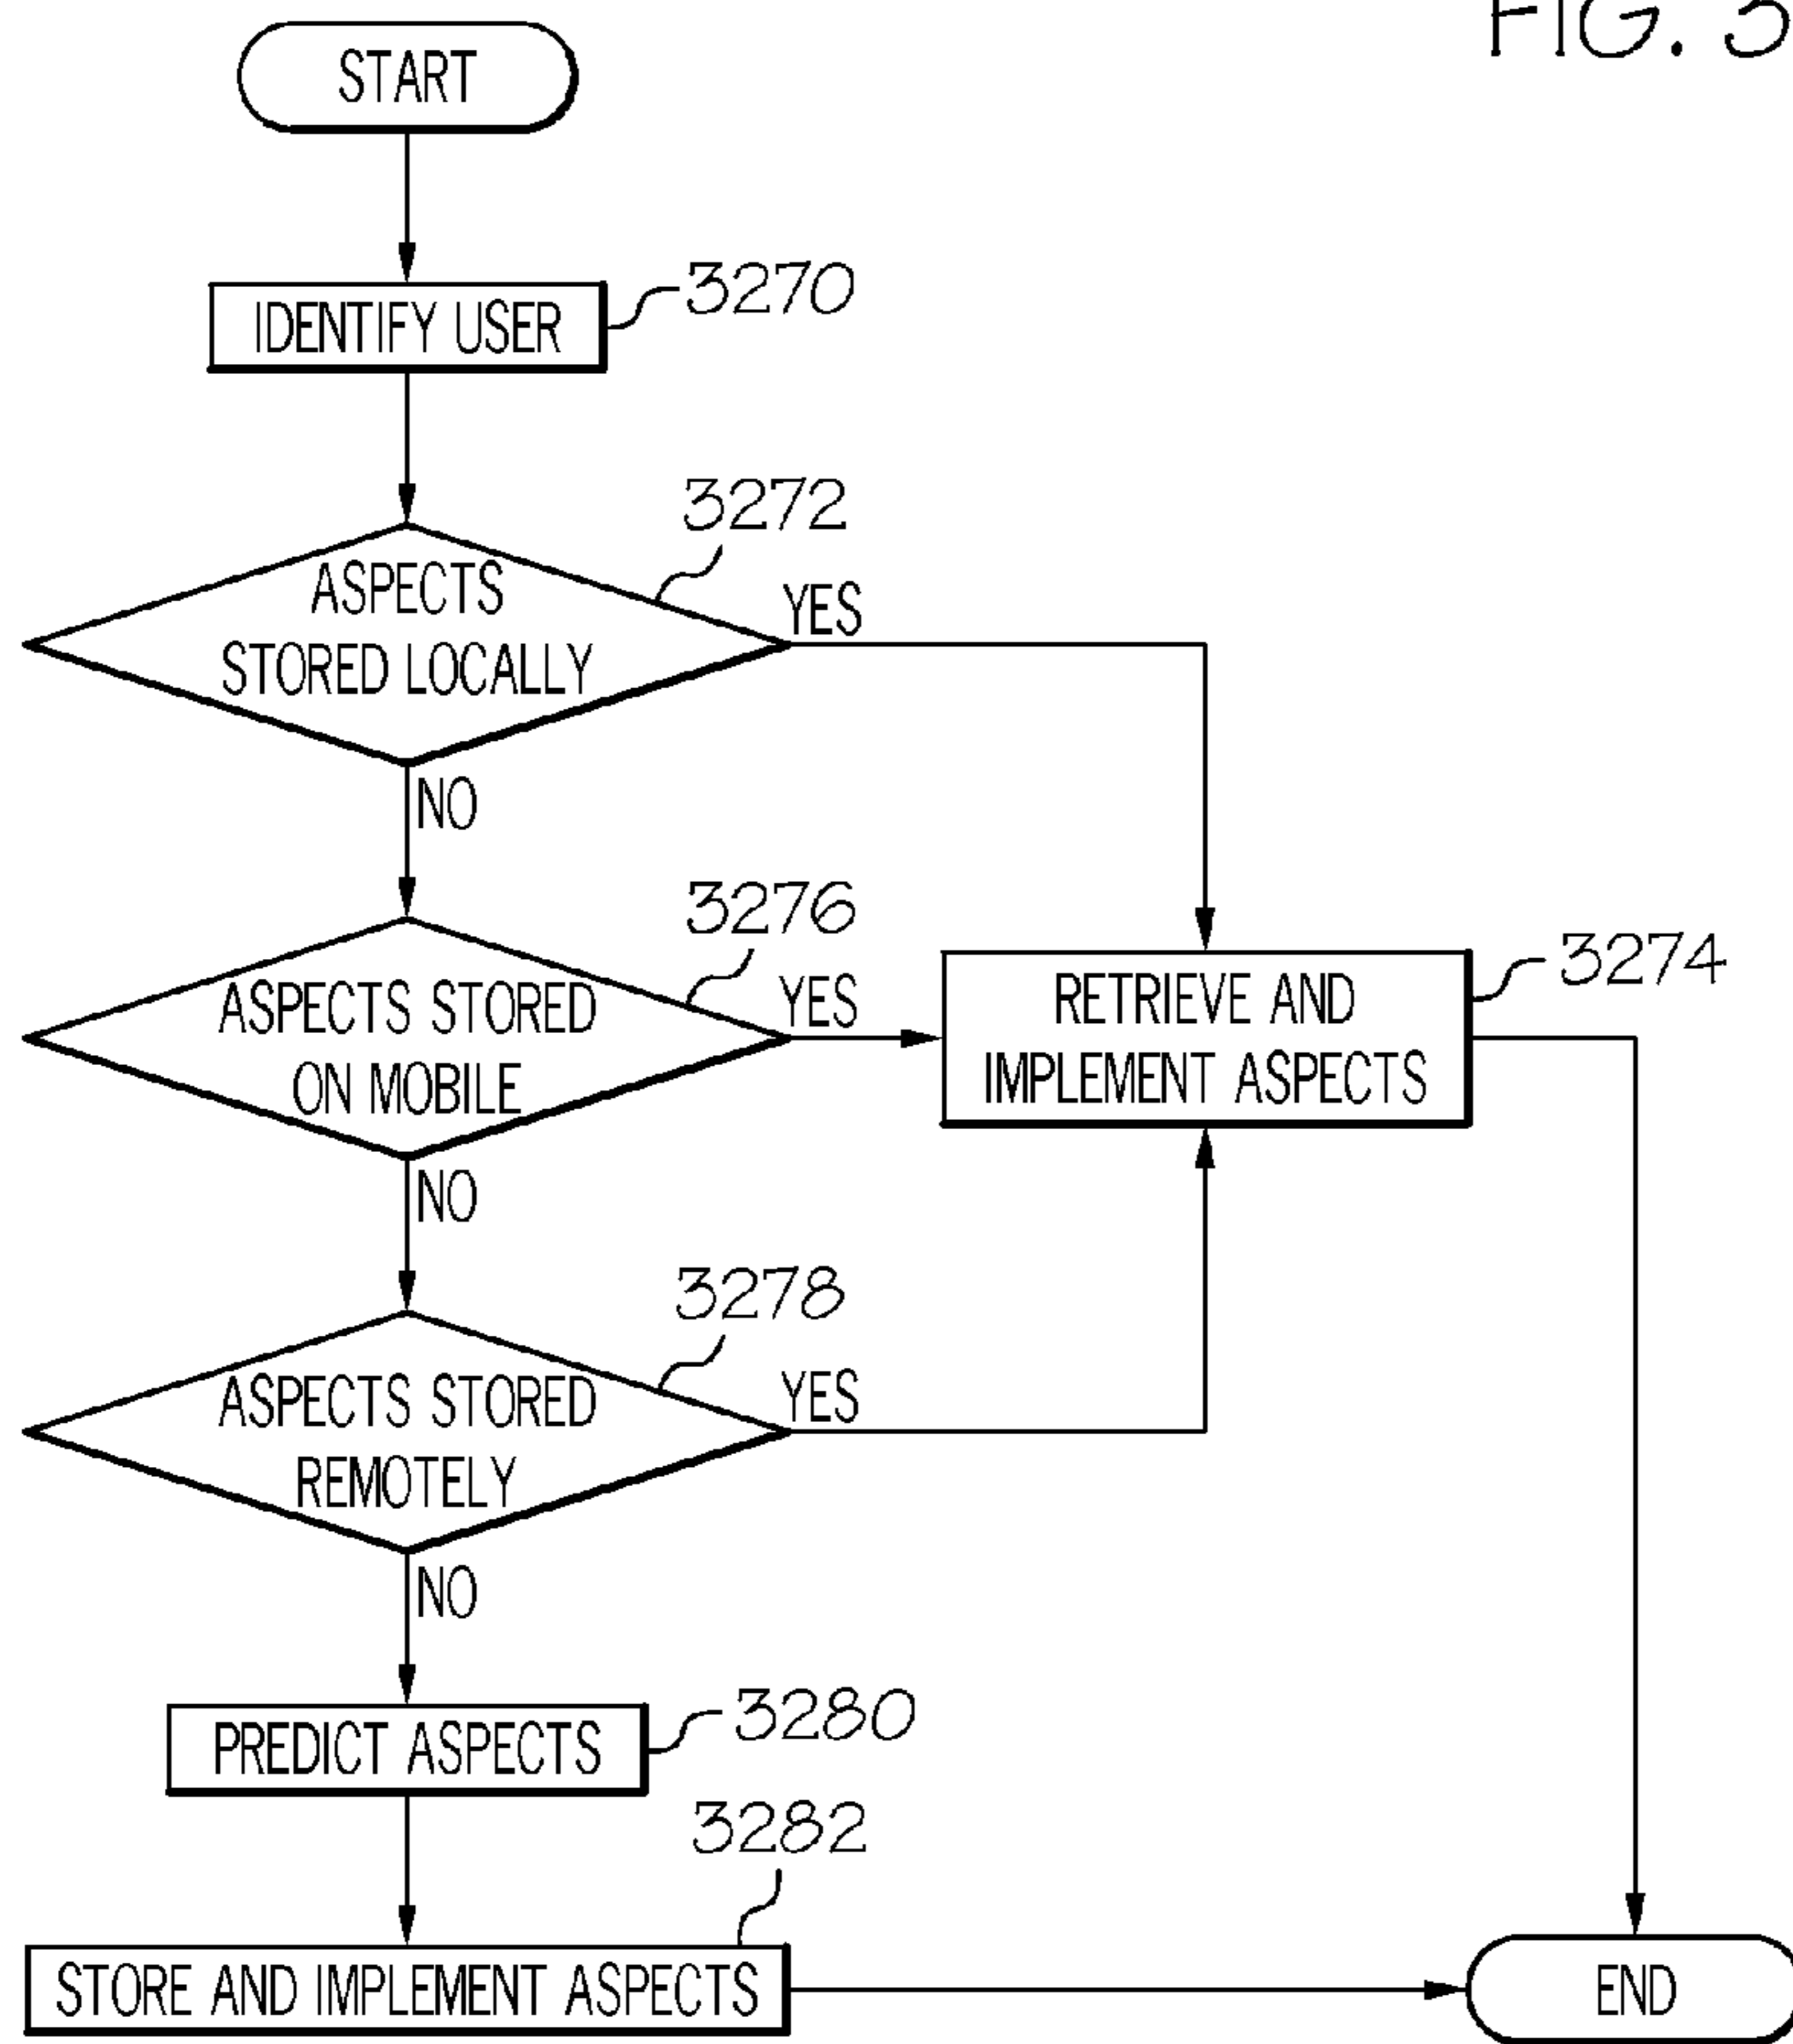 FIG. 3
START
IDENTIFY USER
3270
3272
ASPECTS
STORED LOCALLY
YES
NO
3276
ASPECTS STORED
ON MOBILE
YES
RETRIEVE AND
IMPLEMENT ASPECTS
3274
NO
3278
ASPECTS STORED
REMOTELY
YES
NO
PREDICT ASPECTS
3280
3282
STORE AND IMPLEMENT ASPECTS
END